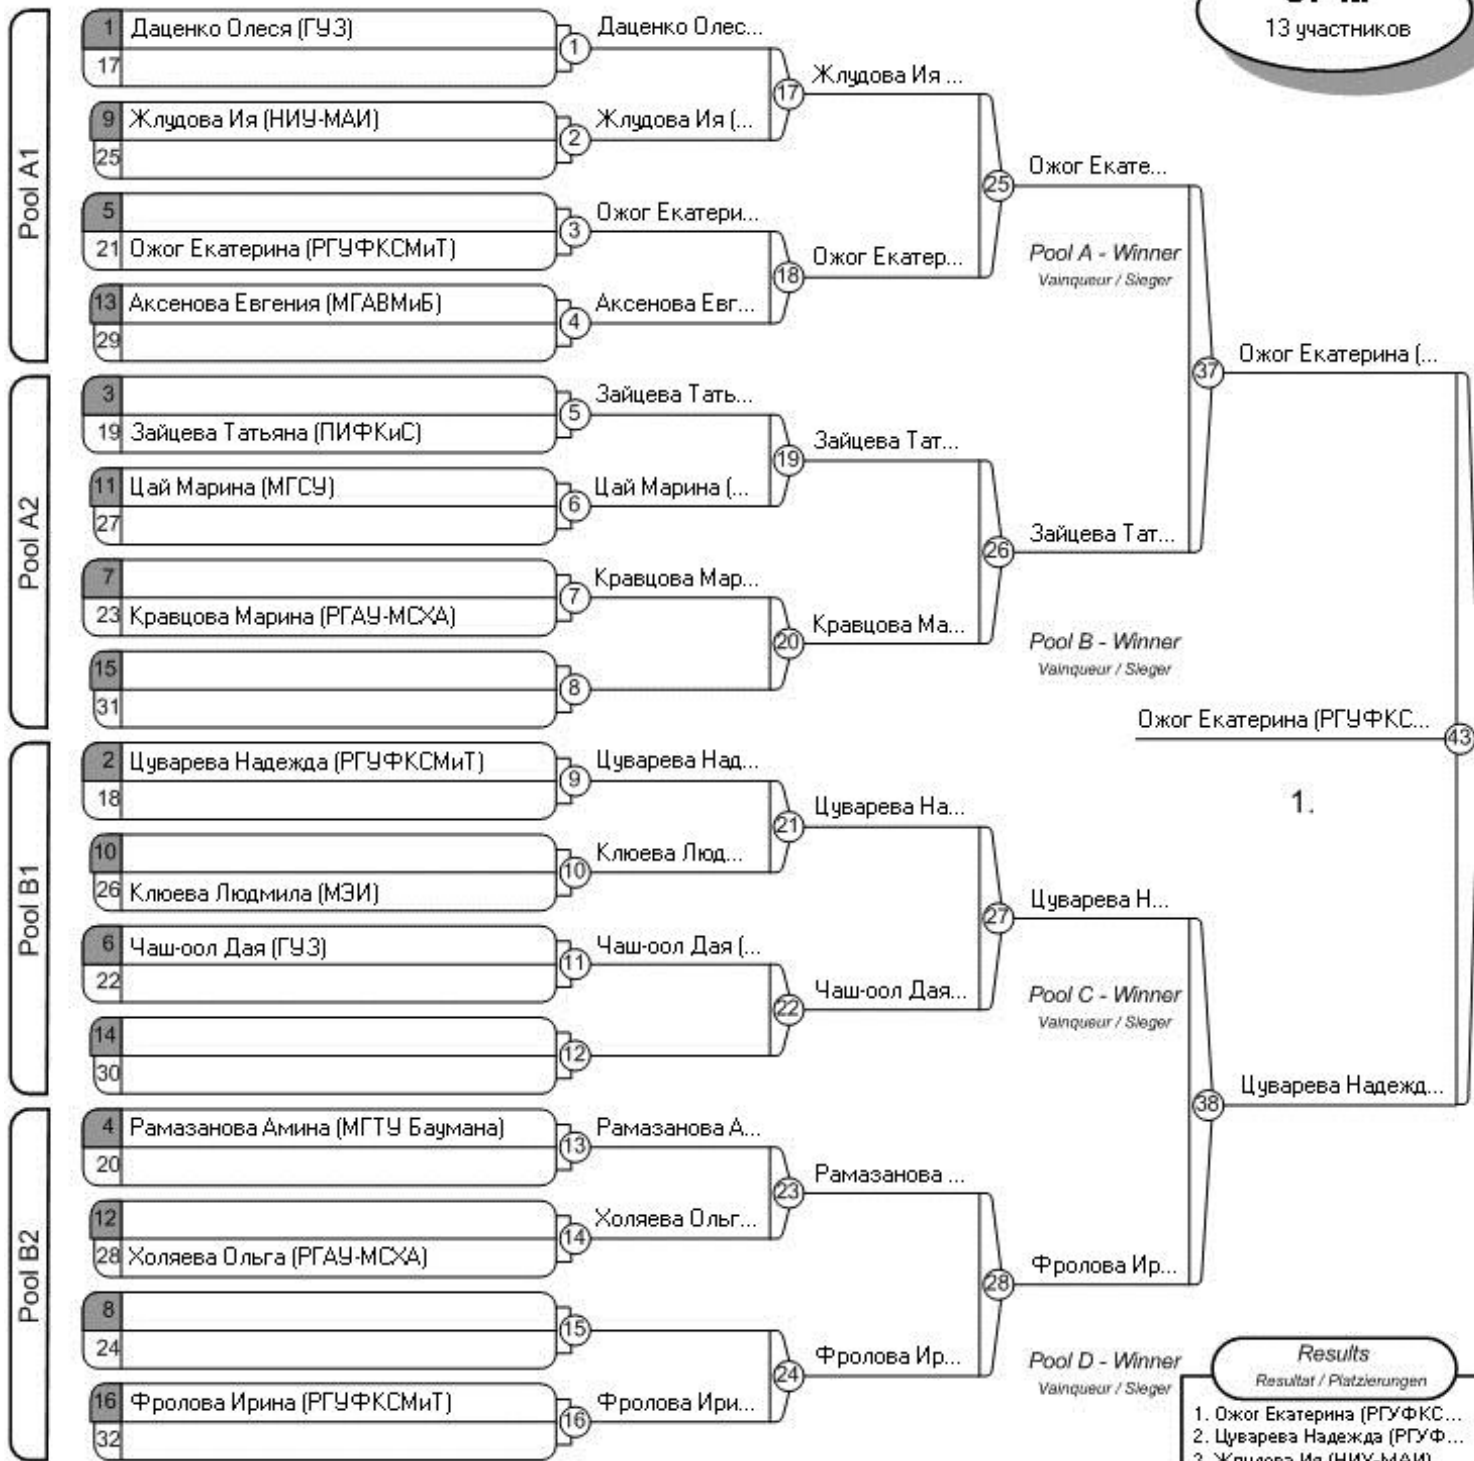 13 участников
Pool A1
1 Даценко Олеся (ГУЗ)
17
1
Даценко Олес...
9 Жлудова Ия (НИУ-МАИ)
25
2
Жлудова Ия (...
17
Жлудова Ия ...
5
21 Ожог Екатерина (РГУФКСМиТ)
3
Ожог Екатери...
13 Аксенова Евгения (МГАВМиБ)
29
4
Аксенова Евг...
18
Ожог Екатер...
25
Ожог Екате...
Pool A - Winner
Vainqueur / Sieger
Pool A2
3
19 Зайцева Татьяна (ПИФКиС)
5
Зайцева Тать...
11 Цай Марина (МГСУ)
27
6
Цай Марина (...
19
Зайцева Тат...
7
23 Кравцова Марина (РГАУ-МСХА)
7
Кравцова Мар...
15
31
8
20
Кравцова Ма...
26
Зайцева Тат...
Pool B - Winner
Vainqueur / Sieger
37
Ожог Екатерина (...
Ожог Екатерина (РГУФКС...
43
1.
Pool B1
2 Цуварева Надежда (РГУФКСМиТ)
18
9
Цуварева Над...
10
26 Клюева Людмила (МЭИ)
10
Клюева Люд...
21
Цуварева На...
6 Чаш-оол Дая (ГУЗ)
22
11
Чаш-оол Дая (...
14
30
12
22
Чаш-оол Дая...
27
Цуварева Н...
Pool C - Winner
Vainqueur / Sieger
Pool B2
4 Рамазанова Амина (МГТУ Баумана)
20
13
Рамазанова А...
12
28 Холяева Ольга (РГАУ-МСХА)
14
Холяева Ольг...
23
Рамазанова ...
8
24
15
16 Фролова Ирина (РГУФКСМиТ)
32
16
Фролова Ири...
24
Фролова Ир...
28
Фролова Ир...
38
Цуварева Надежд...
Pool D - Winner
Vainqueur / Sieger
Results
Resultat / Platzierungen
1. Ожог Екатерина (РГУФКС...
2. Цуварева Надежда (РГУФ...
3. Жлудова Ия (НИУ-МАИ)